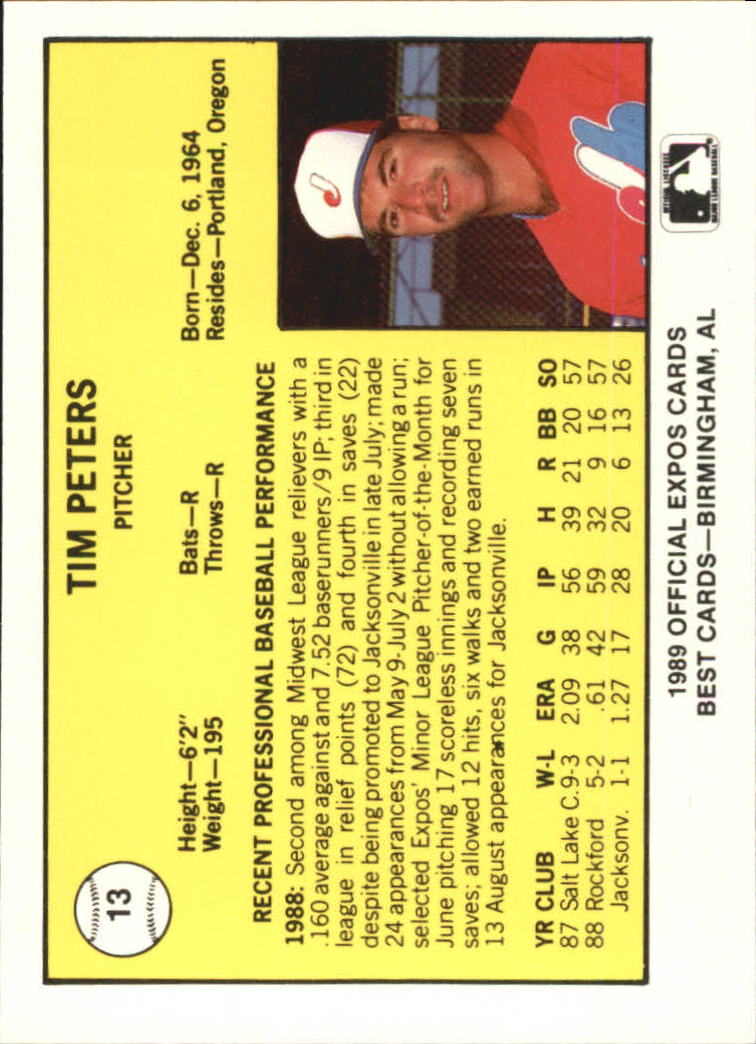 13
TIM PETERS
PITCHER
Height—6'2" Bats—R Born—Dec. 6, 1964
Weight—195 Throws—R Resides—Portland, Oregon
RECENT PROFESSIONAL BASEBALL PERFORMANCE
1988: Second among Midwest League relievers with a
.160 average against and 7.52 baserunners/9 IP; third in
league in relief points (72) and fourth in saves (22)
despite being promoted to Jacksonville in late July; made
24 appearances from May 9-July 2 without allowing a run;
selected Expos' Minor League Pitcher-of-the-Month for
June pitching 17 scoreless innings and recording seven
saves; allowed 12 hits, six walks and two earned runs in
13 August appearances for Jacksonville.
YR CLUB W-L ERA G IP H R BB SO
87 Salt Lake C. 9-3 2.09 38 56 39 21 20 57
88 Rockford 5-2 .61 42 59 32 9 16 57
Jacksonv. 1-1 1.27 17 28 20 6 13 26
1989 OFFICIAL EXPOS CARDS
BEST CARDS—BIRMINGHAM, AL
OFFICIAL LICENSEE
MAJOR LEAGUE BASEBALL